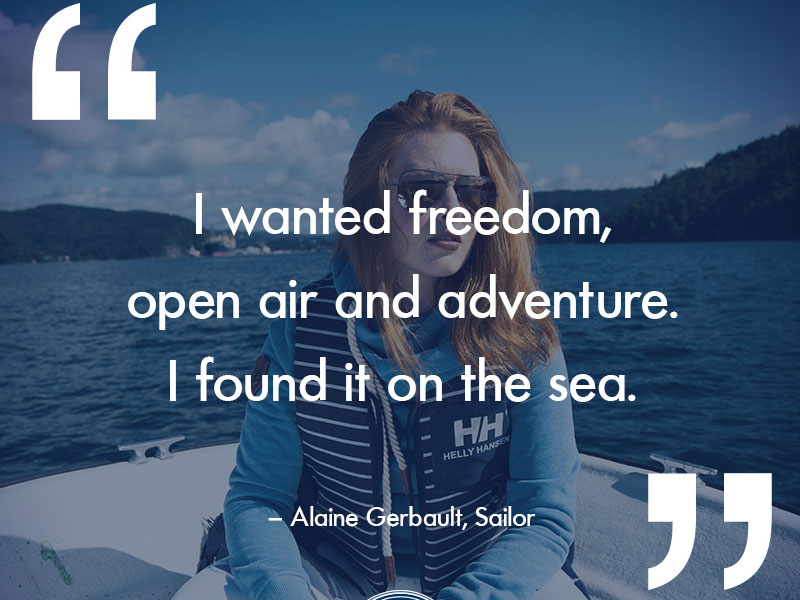 I wanted freedom,
open air and adventure.
I found it on the sea.
HH
HELLY HANSEN
– Alaine Gerbault, Sailor